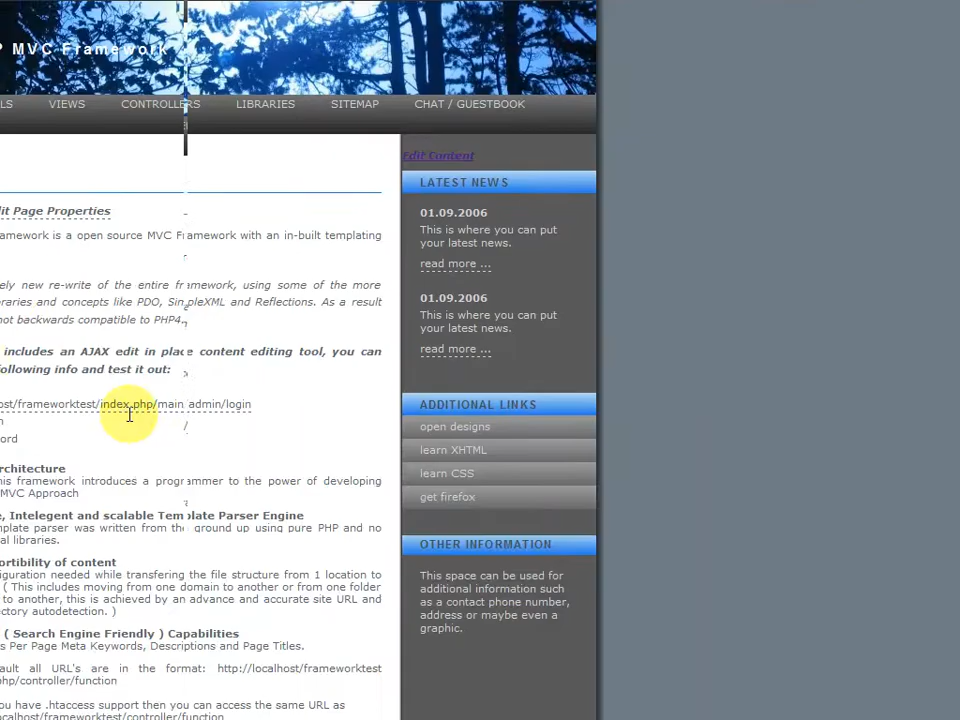 P MVC Framework
LS VIEWS CONTROLLERS LIBRARIES SITEMAP CHAT / GUESTBOOK
Edit Content
LATEST NEWS
01.09.2006
This is where you can put
your latest news.
read more ...
01.09.2006
This is where you can put
your latest news.
read more ...
ADDITIONAL LINKS
open designs
learn XHTML
learn CSS
get firefox
OTHER INFORMATION
This space can be used for
additional information such
as a contact phone number,
address or maybe even a
graphic.
it Page Properties
amework is a open source MVC Framework with an in-built templating
ely new re-write of the entire framework, using some of the more
raries and concepts like PDO, SimpleXML and Reflections. As a result
not backwards compatible to PHP4.
includes an AJAX edit in place content editing tool, you can
ollowing info and test it out:
ost/frameworktest/index.php/main_admin/login
n
ord
rchitecture
his framework introduces a programmer to the power of developing
MVC Approach
e, Intelegent and scalable Template Parser Engine
mplate parser was written from the ground up using pure PHP and no
al libraries.
ortibility of content
iguration needed while transfering the file structure from 1 location to
( This includes moving from one domain to another or from one folder
to another, this is achieved by an advance and accurate site URL and
ctory autodetection. )
( Search Engine Friendly ) Capabilities
s Per Page Meta Keywords, Descriptions and Page Titles.
ault all URL's are in the format: http://localhost/frameworktest
php/controller/function
ou have .htaccess support then you can access the same URL as
ocalhost/frameworktest/controller/function